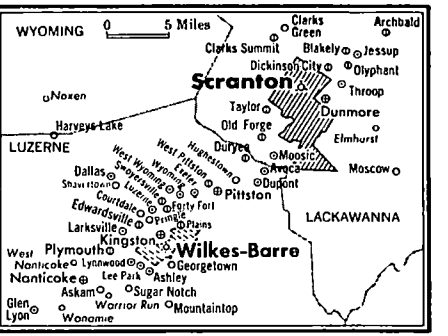 WYOMING
0 5 Miles
Clarks
Green
Archbald
Clarks Summit
Blakely
Jessup
Dickinson City
Olyphant
Scranton
Throop
Noxen
Taylor
Dunmore
Harveys Lake
Old Forge
Elmhurst
LUZERNE
Duryea
Moosic
Hughestown
West Pittston
Exeter
Wyoming
West Wyoming
Swoyersville
Avoca
Moscow
Dallas
Shavertown
Dupont
Pittston
Luzerne
Forty Fort
Courtdale
Pringle
LACKAWANNA
Edwardsville
Plains
Larksville
Kingston
Wilkes-Barre
West
Nanticoke
Plymouth
Lynnwood
Georgetown
Nanticoke
Lee Park
Ashley
Askam
Sugar Notch
Glen
Lyon
Warrior Run
Mountaintop
Wanamie